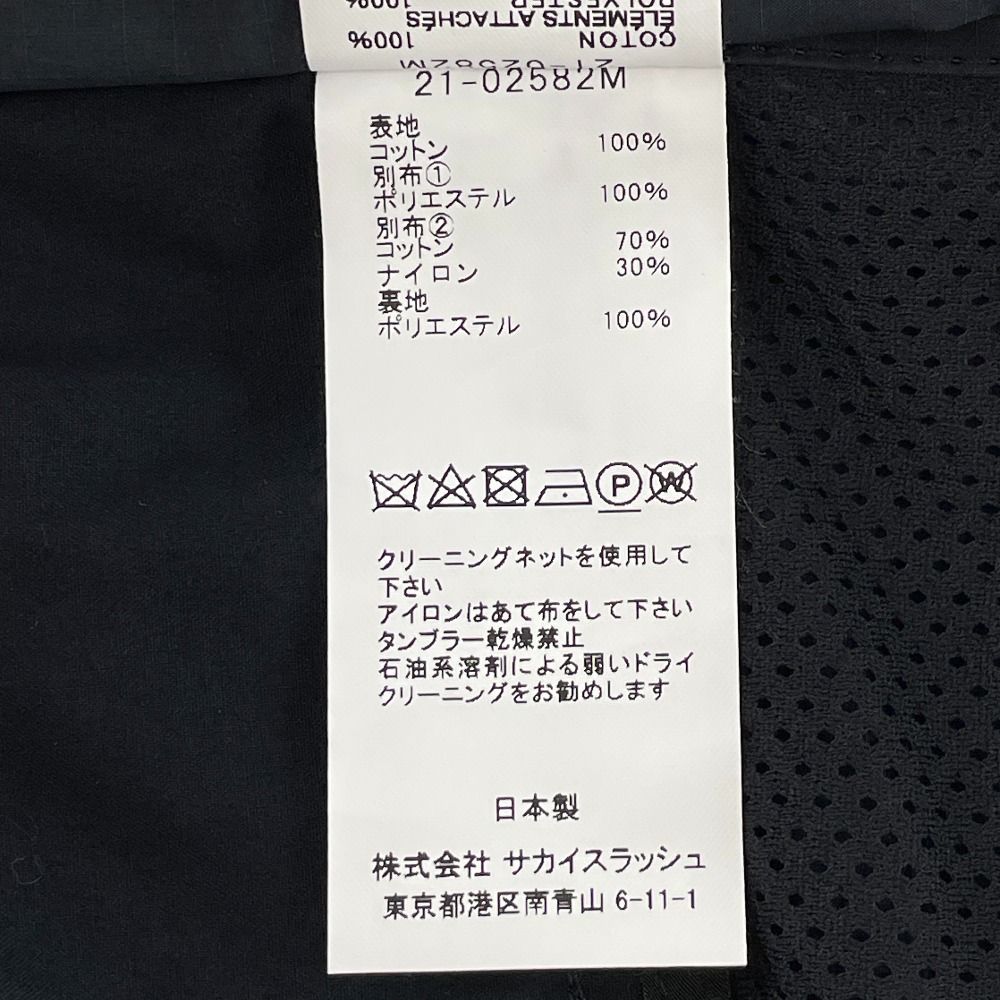 100%
POLYESTER
ÉLÉMENTS ATTACHÉS
100%
COTON
21-02582M
21-02582M
表地
コットン 100%
別布①
ポリエステル 100%
別布②
コットン 70%
ナイロン 30%
裏地
ポリエステル 100%
P
W
クリーニングネットを使用して
下さい
アイロンはあて布をして下さい
タンブラー乾燥禁止
石油系溶剤による弱いドライ
クリーニングをお勧めします
日本製
株式会社 サカイスラッシュ
東京都港区南青山 6-11-1